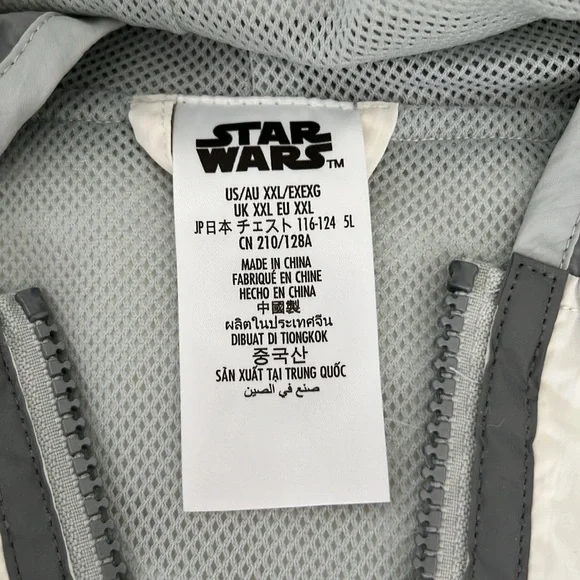 STAR
WARS™
US/AU XXL/EXEXG
UK XXL EU XXL
JP日本 チェスト 116-124 5L
CN 210/128A
MADE IN CHINA
FABRIQUÉ EN CHINE
HECHO EN CHINA
中國製
ผลิตในประเทศจีน
DIBUAT DI TIONGKOK
중국산
SẢN XUẤT TẠI TRUNG QUỐC
صنع في الصين